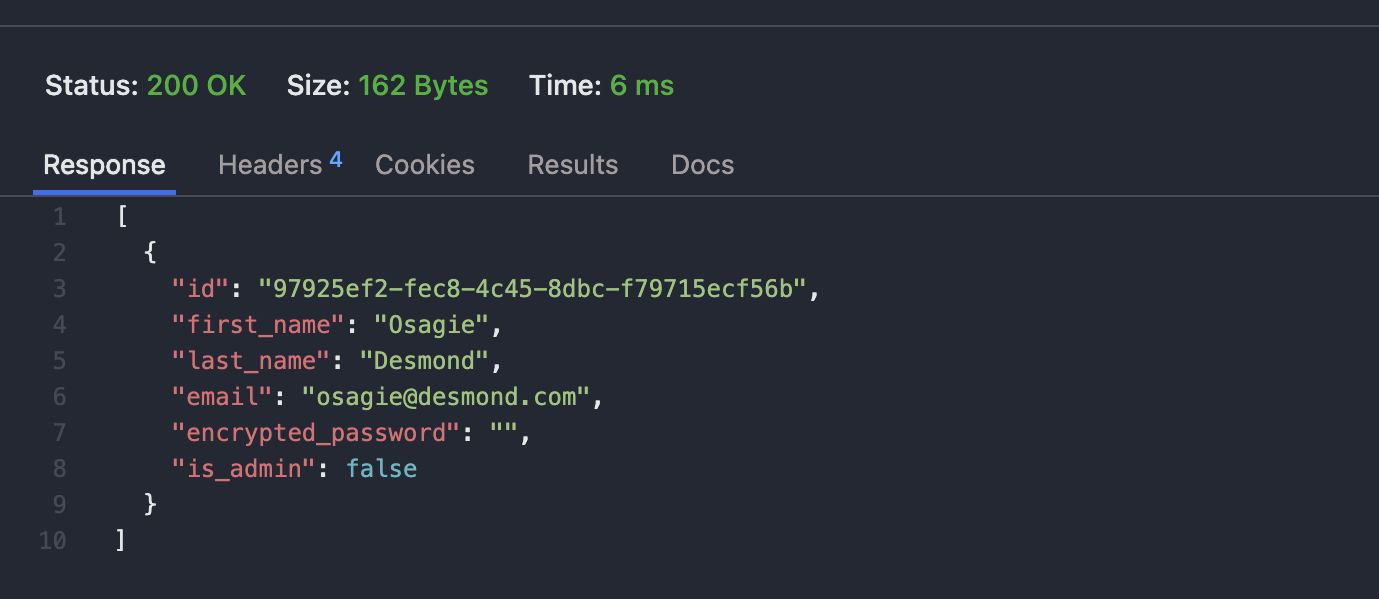 Status: 200 OK Size: 162 Bytes Time: 6 ms
Response Headers 4 Cookies Results Docs
1 [
2 {
3 "id": "97925ef2-fec8-4c45-8dbc-f79715ecf56b",
4 "first_name": "Osagie",
5 "last_name": "Desmond",
6 "email": "osagie@desmond.com",
7 "encrypted_password": "",
8 "is_admin": false
9 }
10 ]